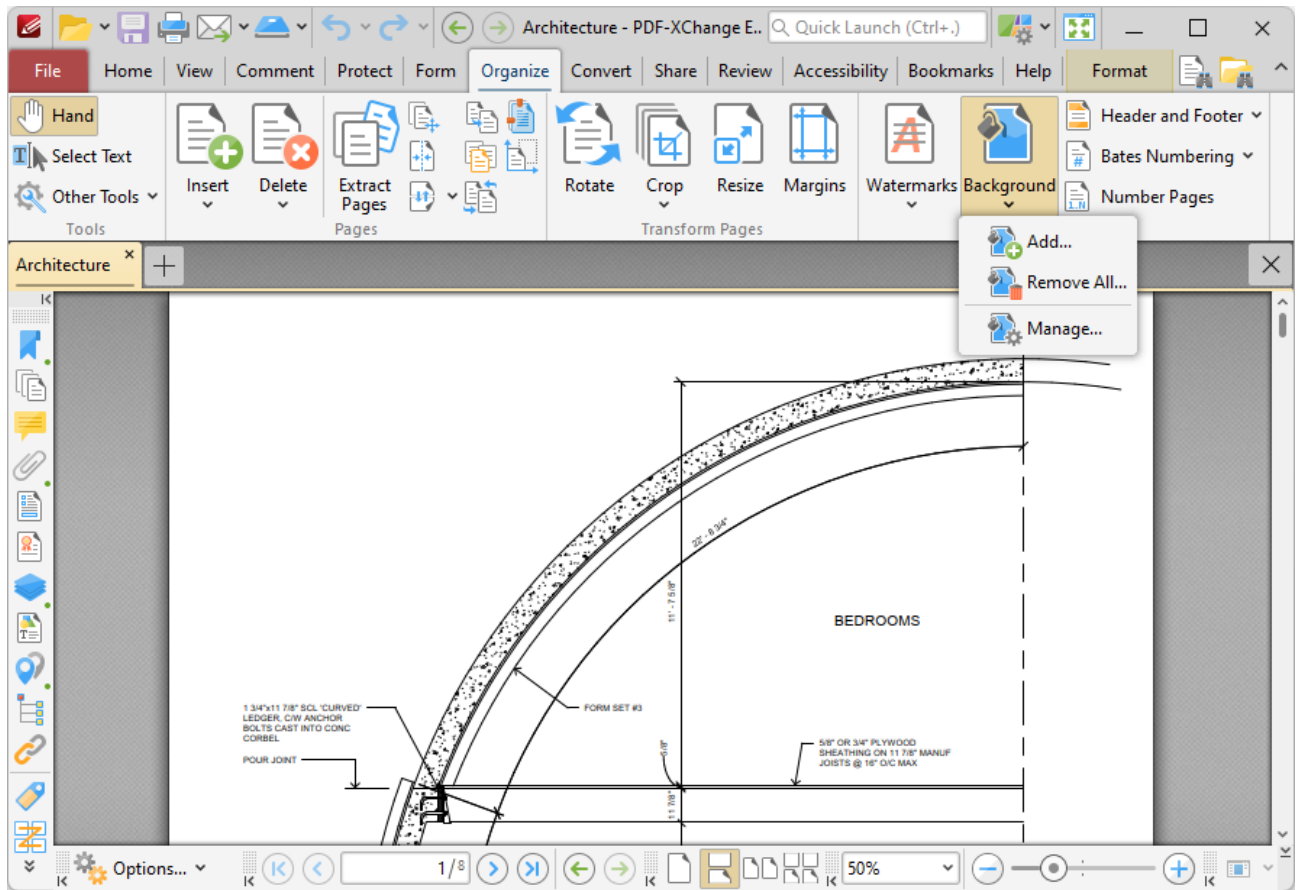 Architecture - PDF-XChange E..
Quick Launch (Ctrl+.)
File Home View Comment Protect Form Organize Convert Share Review Accessibility Bookmarks Help Format
Hand
Select Text
Other Tools
Tools
Insert
Delete
Extract
Pages
Pages
Rotate
Crop
Resize
Margins
Transform Pages
Watermarks
Background
Header and Footer
Bates Numbering
Number Pages
Add...
Remove All...
Manage...
Architecture
22' - 8 3/4"
11' - 7 5/8"
BEDROOMS
1 3/4"x11 7/8" SCL 'CURVED'
LEDGER, C/W ANCHOR
BOLTS CAST INTO CONC
CORBEL
POUR JOINT
FORM SET #3
5/8"
5/8" OR 3/4" PLYWOOD
SHEATHING ON 11 7/8" MANUF
JOISTS @ 16" O/C MAX
11 7/8"
Options...
1/8
50%